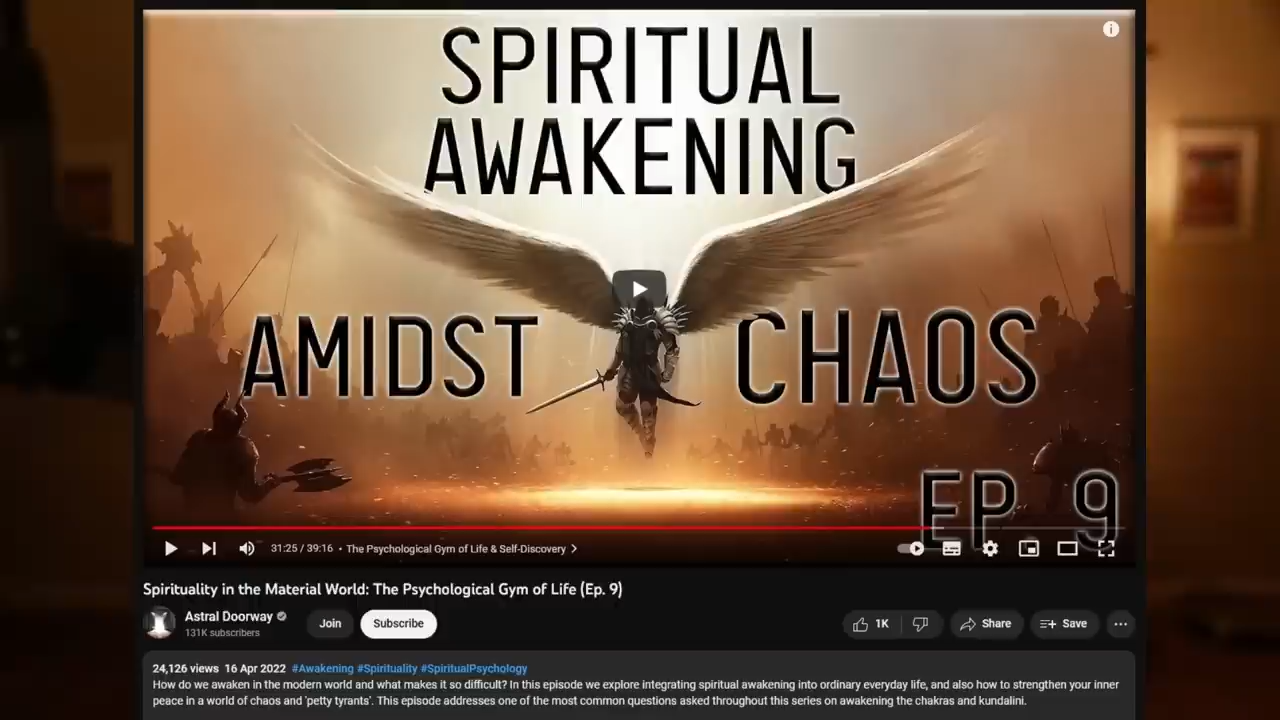 SPIRITUAL
AWAKENING
AMIDST CHAOS
EP 9
31:25 / 39:16 • The Psychological Gym of Life & Self-Discovery
Spirituality in the Material World: The Psychological Gym of Life (Ep. 9)
Astral Doorway
131K subscribers
Join
Subscribe
1K
Share
Save
24,126 views 16 Apr 2022 #Awakening #Spirituality #SpiritualPsychology
How do we awaken in the modern world and what makes it so difficult? In this episode we explore integrating spiritual awakening into ordinary everyday life, and also how to strengthen your inner
peace in a world of chaos and 'petty tyrants'. This episode addresses one of the most common questions asked throughout this series on awakening the chakras and kundalini.